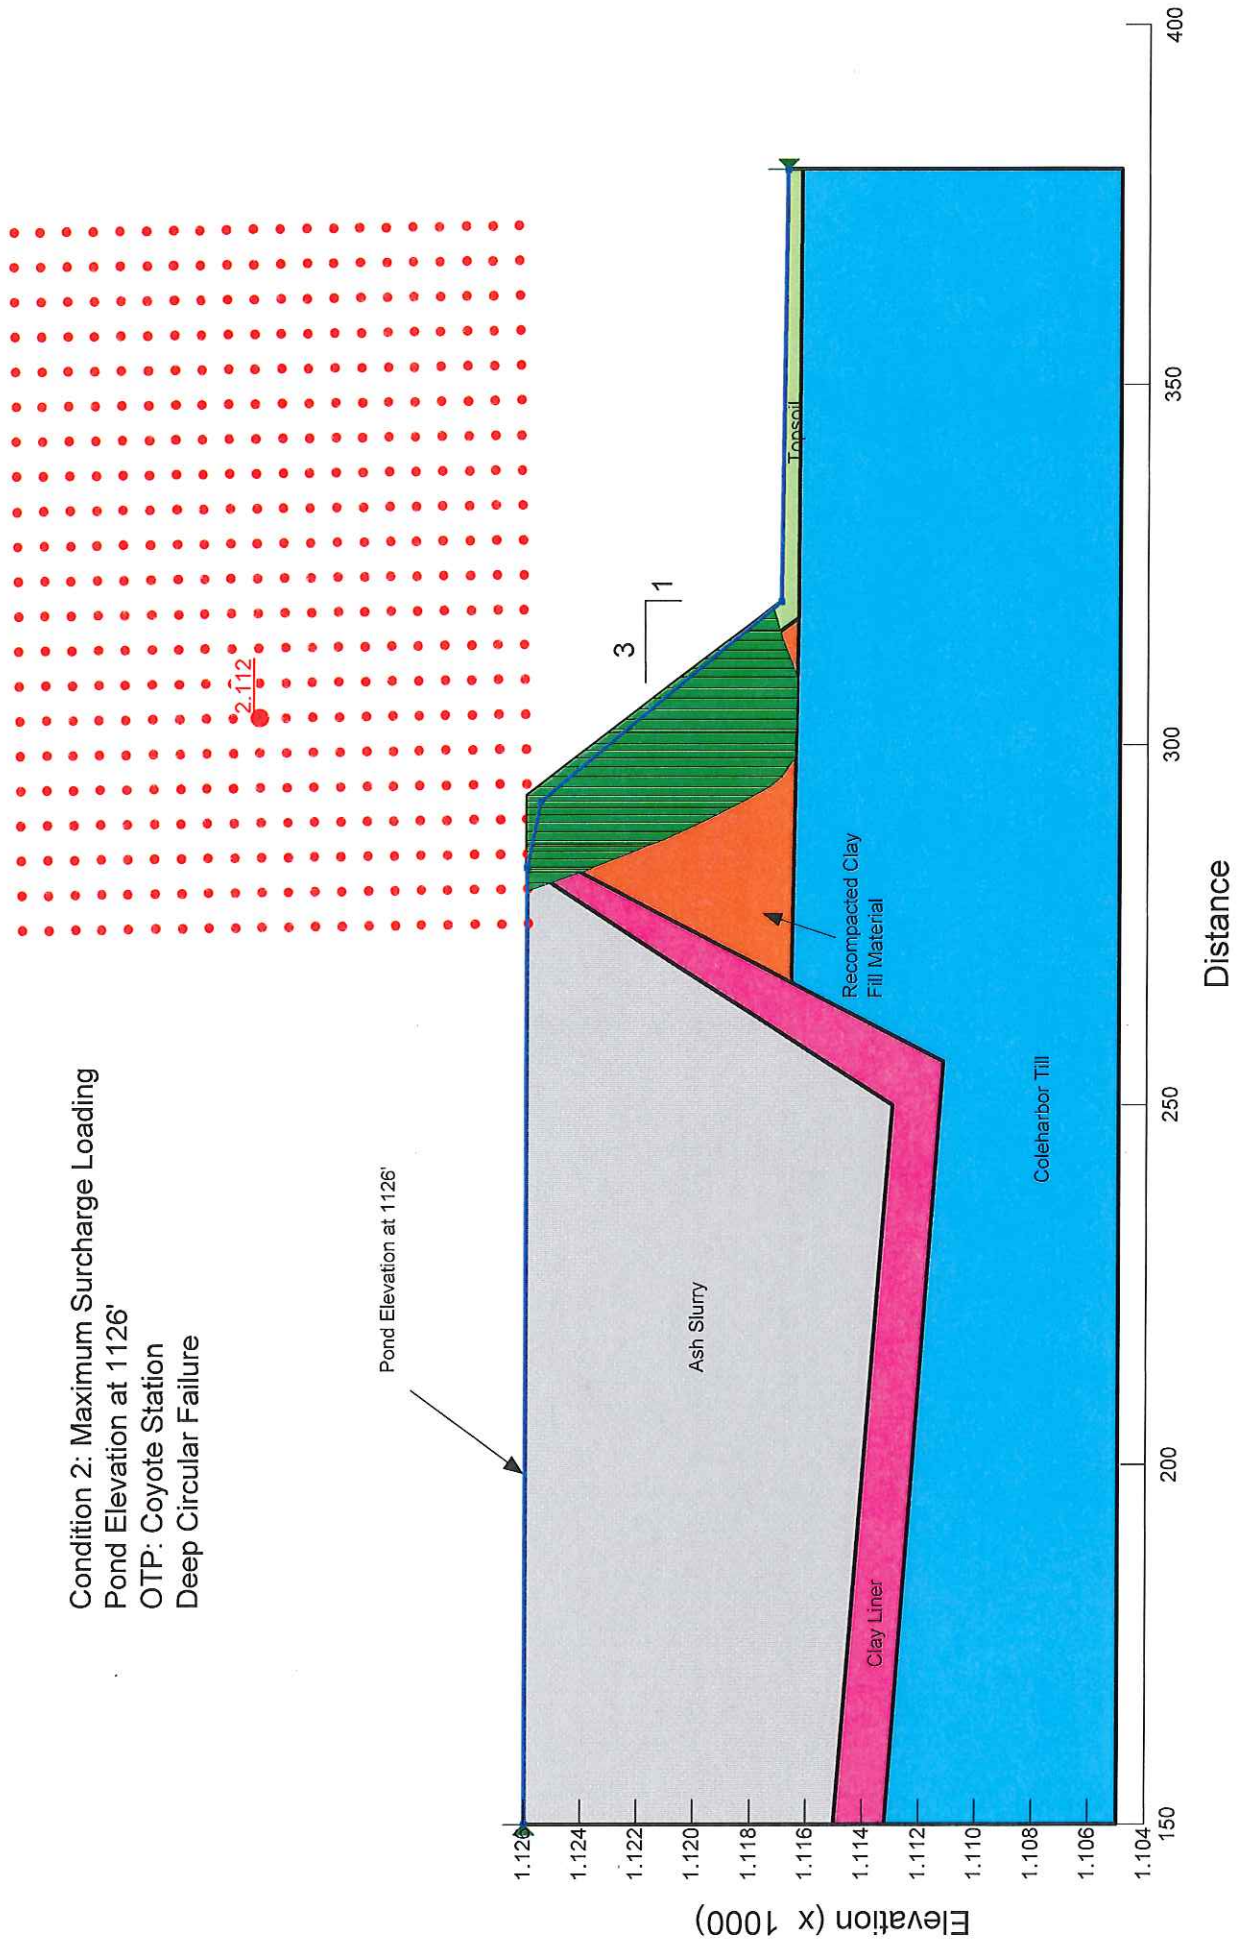 Condition 2: Maximum Surcharge Loading
Pond Elevation at 1126'
OTP: Coyote Station
Deep Circular Failure
2.112
Pond Elevation at 1126'
3
1
Ash Slurry
Topsoil
Clay Liner
Recompacted Clay
Fill Material
Coleharbor Till
Elevation (x 1000)
1.126
1.124
1.122
1.120
1.118
1.116
1.114
1.112
1.110
1.108
1.106
1.104
150
200
250
300
350
400
Distance